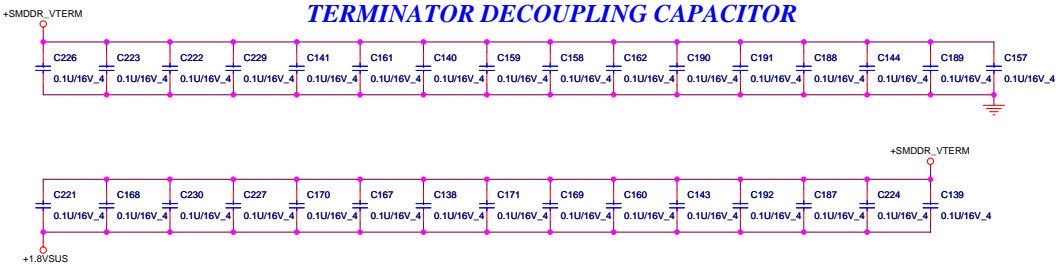 TERMINATOR DECOUPLING CAPACITOR
+SMDDR_VTERM
C226 C223 C222 C229 C141 C161 C140 C159 C158 C162 C190 C191 C188 C144 C189 C157
0.1U/16V_4 0.1U/16V_4 0.1U/16V_4 0.1U/16V_4 0.1U/16V_4 0.1U/16V_4 0.1U/16V_4 0.1U/16V_4 0.1U/16V_4 0.1U/16V_4 0.1U/16V_4 0.1U/16V_4 0.1U/16V_4 0.1U/16V_4 0.1U/16V_4 0.1U/16V_4
+SMDDR_VTERM
C221 C168 C230 C227 C170 C167 C138 C171 C169 C160 C143 C192 C187 C224 C139
0.1U/16V_4 0.1U/16V_4 0.1U/16V_4 0.1U/16V_4 0.1U/16V_4 0.1U/16V_4 0.1U/16V_4 0.1U/16V_4 0.1U/16V_4 0.1U/16V_4 0.1U/16V_4 0.1U/16V_4 0.1U/16V_4 0.1U/16V_4 0.1U/16V_4
+1.8VSUS